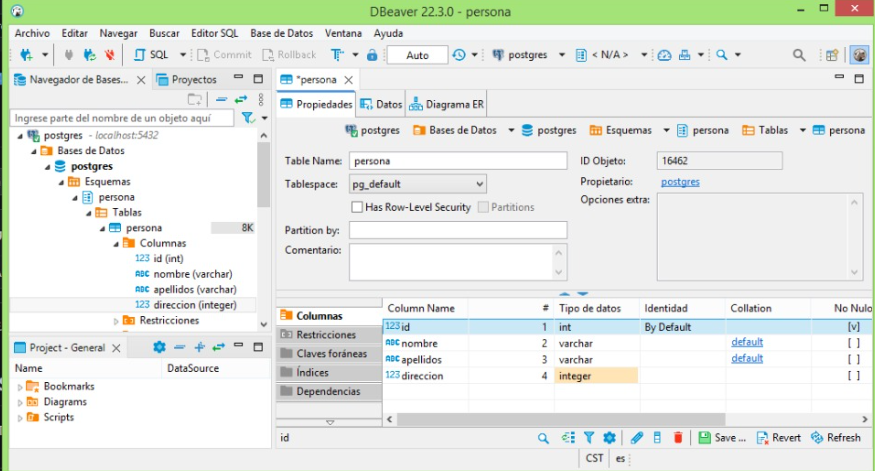 DBeaver 22.3.0 - persona
Archivo Editar Navegar Buscar Editor SQL Base de Datos Ventana Ayuda
SQL Commit Rollback Auto postgres < N/A >
Navegador de Bases... Proyectos
Ingrese parte del nombre de un objeto aquí
postgres - localhost:5432
Bases de Datos
postgres
Esquemas
persona
Tablas
persona 8K
Columnas
123 id (int)
ABC nombre (varchar)
ABC apellidos (varchar)
123 direccion (integer)
Restricciones
Project - General
Name DataSource
Bookmarks
Diagrams
Scripts
*persona
Propiedades Datos Diagrama ER
postgres Bases de Datos postgres Esquemas persona Tablas persona
Table Name: persona ID Objeto: 16462
Tablespace: pg_default Propietario: postgres
Has Row-Level Security Partitions Opciones extra:
Partition by:
Comentario:
Columnas
Restricciones
Claves foráneas
Índices
Dependencias
Column Name # Tipo de datos Identidad Collation No Nulo
123 id 1 int By Default [v]
ABC nombre 2 varchar default [ ]
ABC apellidos 3 varchar default [ ]
123 direccion 4 integer [ ]
id Save ... Revert Refresh
CST es